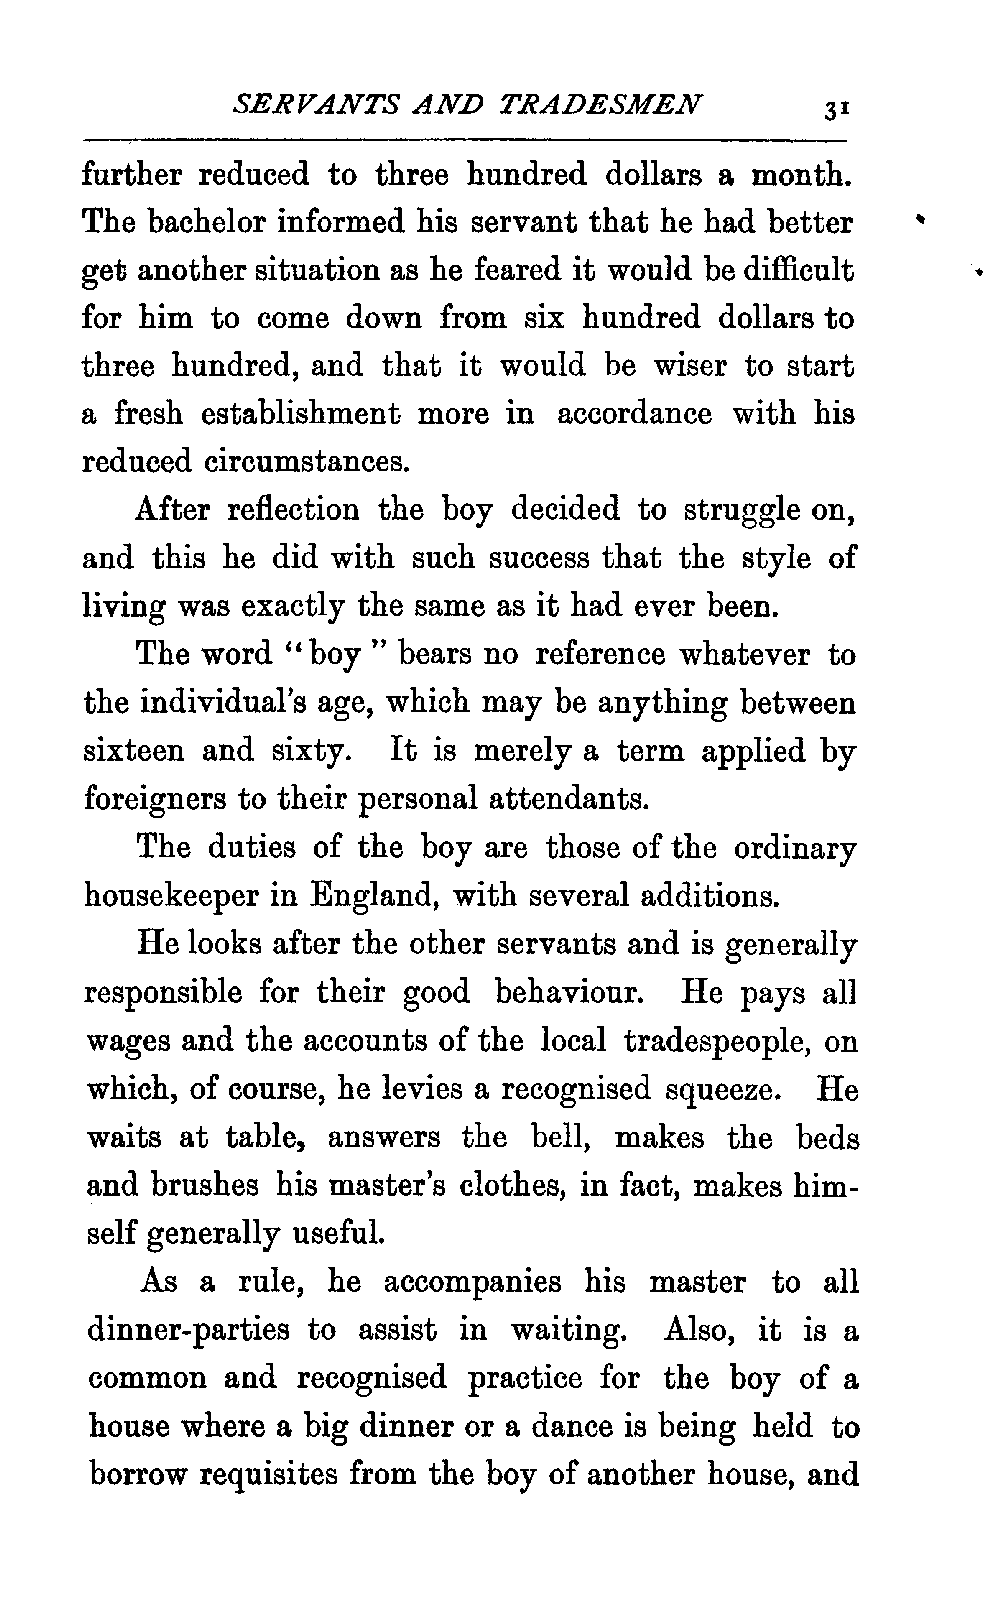 SERVANTS AND TRADESMEN 31
further reduced to three hundred dollars a month.
The bachelor informed his servant that he had better
get another situation as he feared it would be difficult
for him to come down from six hundred dollars to
three hundred, and that it would be wiser to start
a fresh establishment more in accordance with his
reduced circumstances.
After reflection the boy decided to struggle on,
and this he did with such success that the style of
living was exactly the same as it had ever been.
The word "boy" bears no reference whatever to
the individual's age, which may be anything between
sixteen and sixty. It is merely a term applied by
foreigners to their personal attendants.
The duties of the boy are those of the ordinary
housekeeper in England, with several additions.
He looks after the other servants and is generally
responsible for their good behaviour. He pays all
wages and the accounts of the local tradespeople, on
which, of course, he levies a recognised squeeze. He
waits at table, answers the bell, makes the beds
and brushes his master's clothes, in fact, makes him-
self generally useful.
As a rule, he accompanies his master to all
dinner-parties to assist in waiting. Also, it is a
common and recognised practice for the boy of a
house where a big dinner or a dance is being held to
borrow requisites from the boy of another house, and